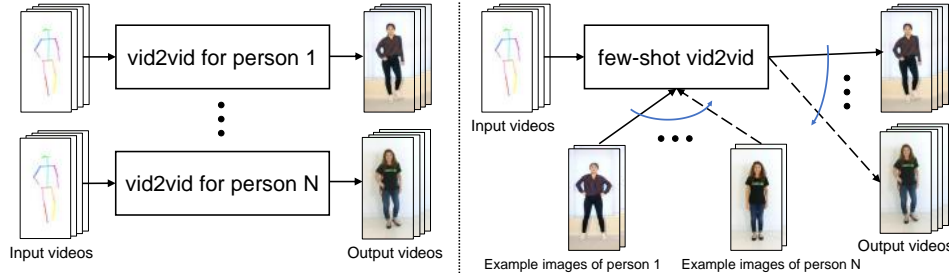 vid2vid for person 1
vid2vid for person N
Input videos
Output videos
few-shot vid2vid
Input videos
Example images of person 1
Example images of person N
Output videos